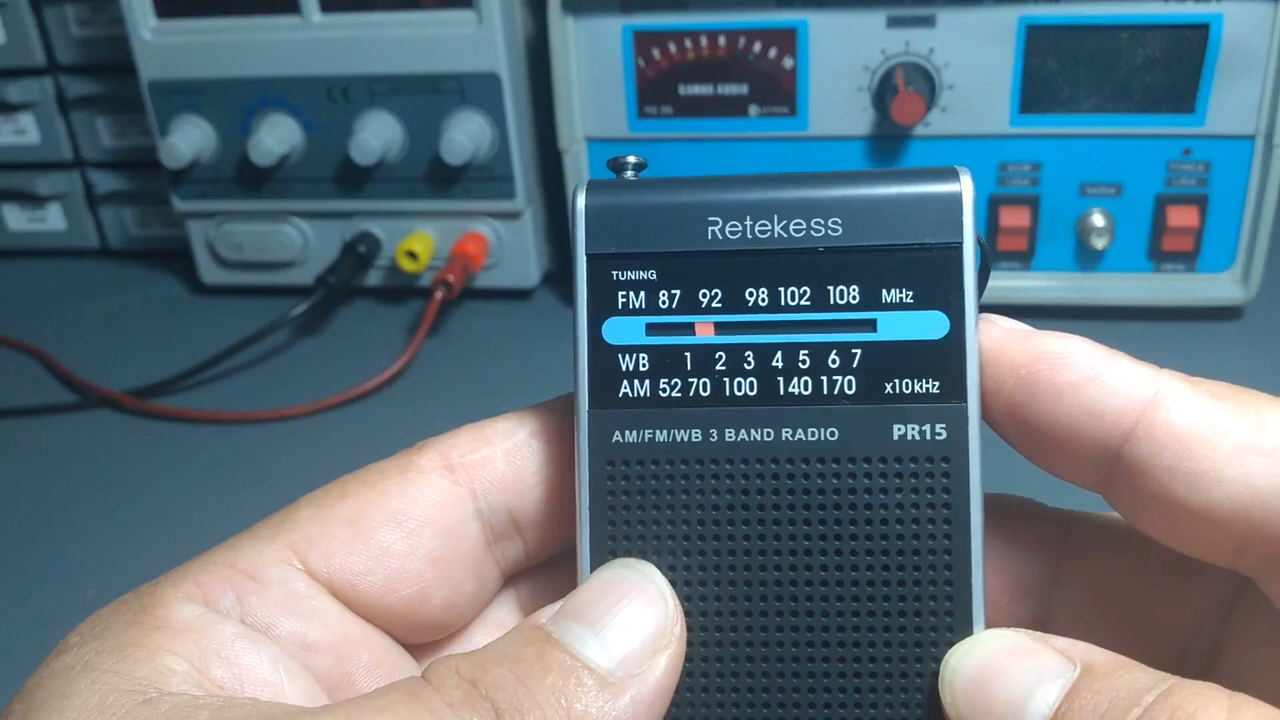 Retekess
TUNING
FM 87 92 98 102 108 MHz
WB 1 2 3 4 5 6 7
AM 52 70 100 140 170 x10kHz
AM/FM/WB 3 BAND RADIO PR15
CE